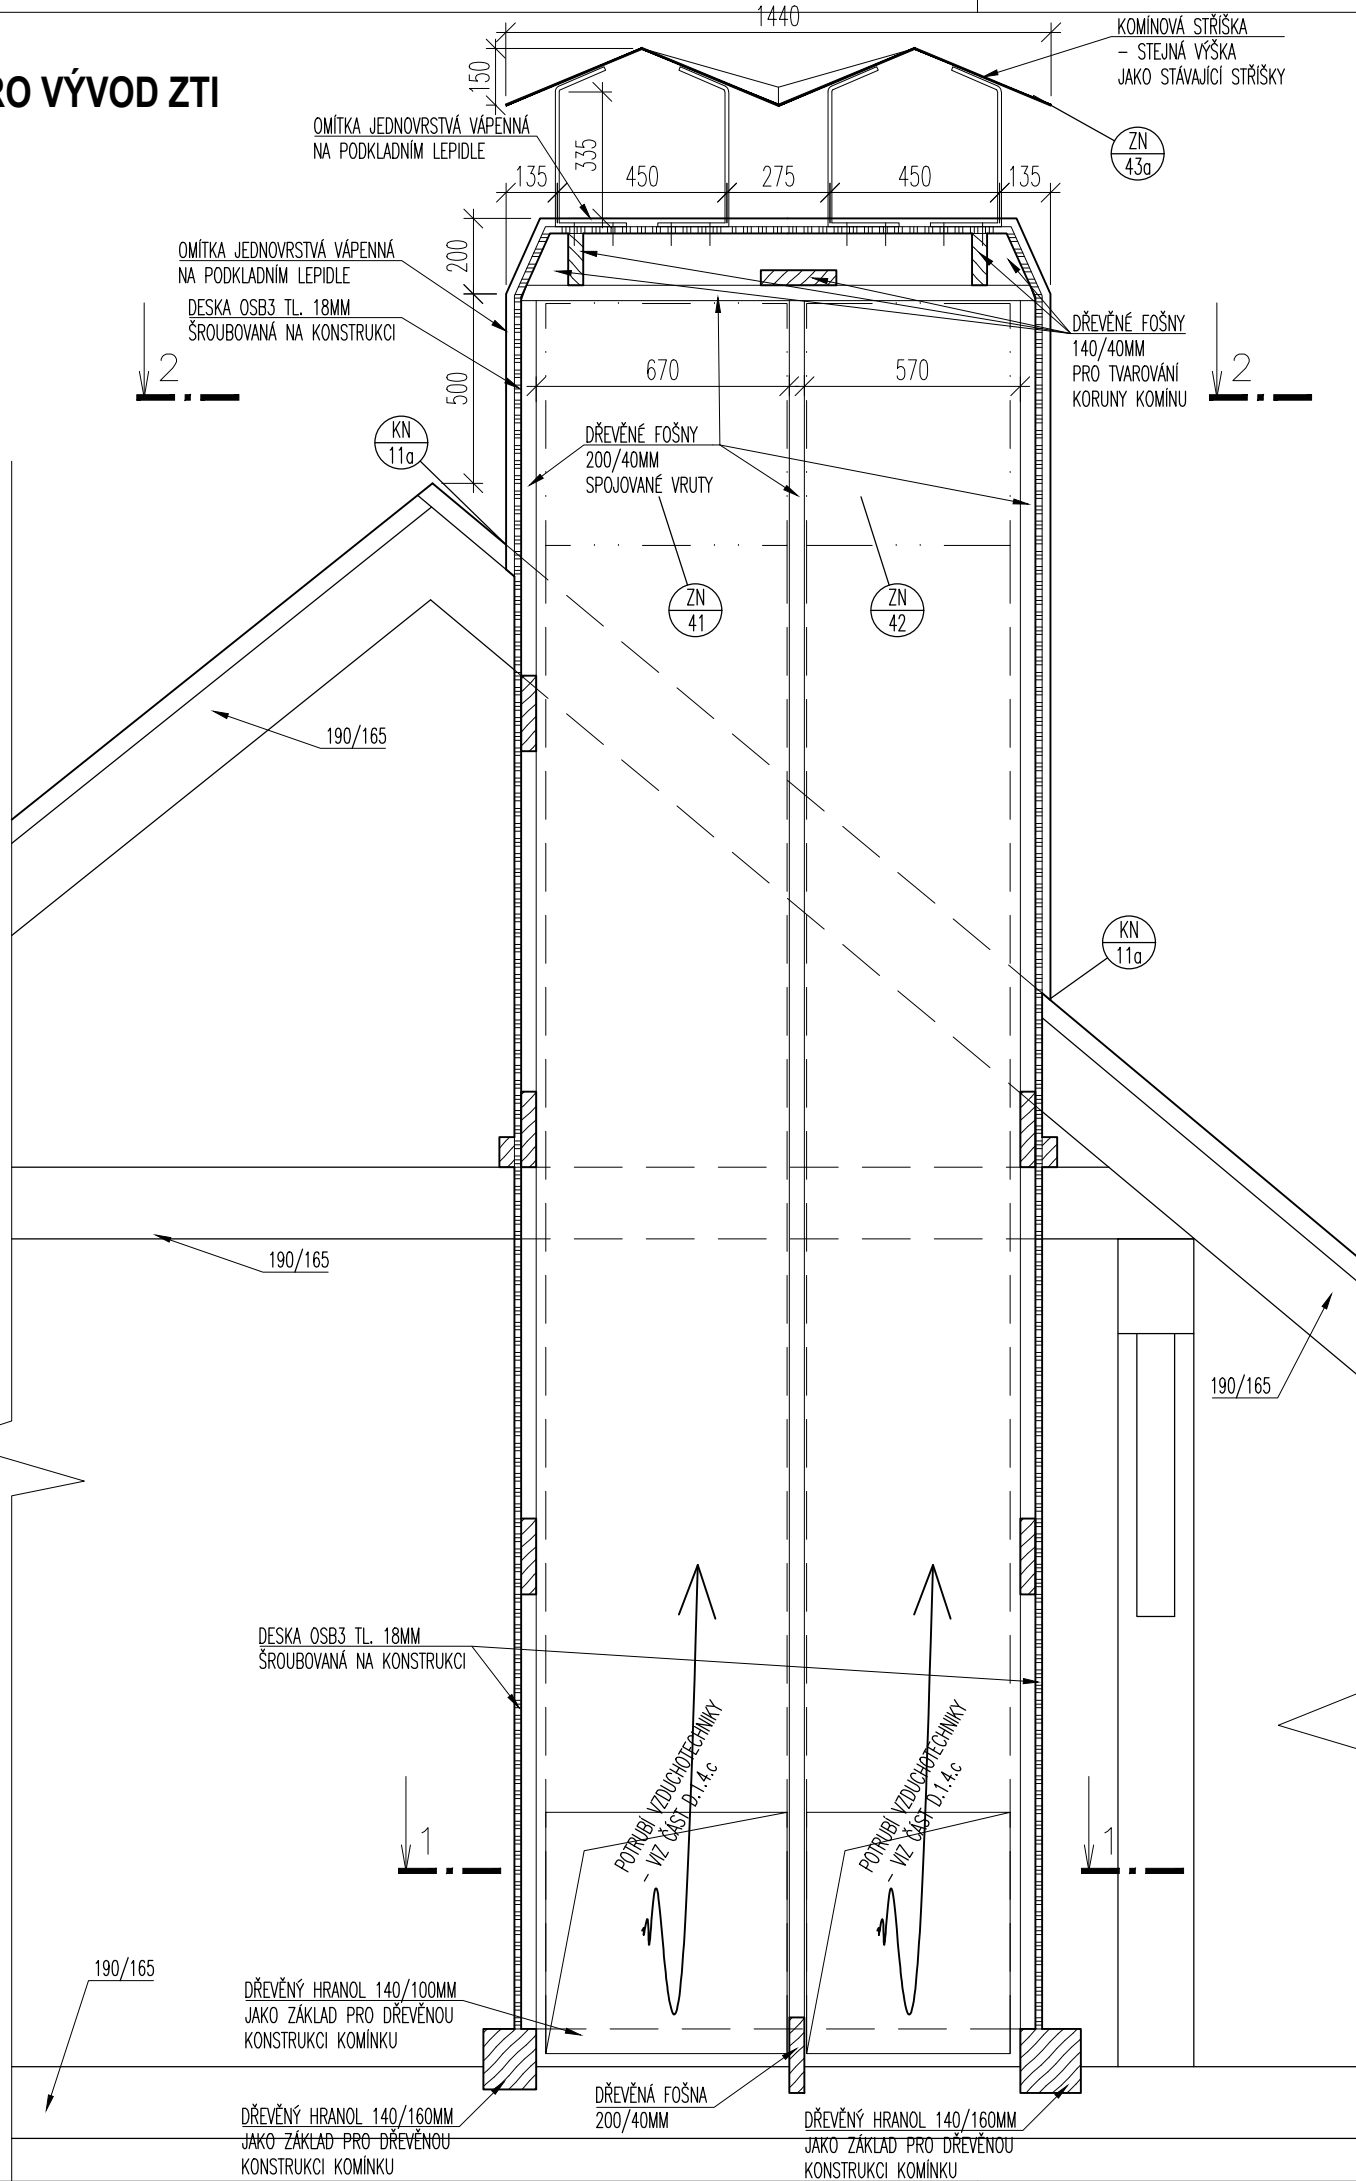 1440
KOMÍNOVÁ STŘÍŠKA
– STEJNÁ VÝŠKA
JAKO STÁVAJÍCÍ STŘÍŠKY
RO VÝVOD ZTI
150
OMÍTKA JEDNOVRSTVÁ VÁPENNÁ
NA PODKLADNÍM LEPIDLE
335
ZN
43a
135
450
275
450
135
OMÍTKA JEDNOVRSTVÁ VÁPENNÁ
NA PODKLADNÍM LEPIDLE
200
DESKA OSB3 TL. 18MM
ŠROUBOVANÁ NA KONSTRUKCI
DŘEVĚNÉ FOŠNY
140/40MM
PRO TVAROVÁNÍ
KORUNY KOMÍNU
2
2
500
670
570
KN
11a
DŘEVĚNÉ FOŠNY
200/40MM
SPOJOVANÉ VRUTY
ZN
41
ZN
42
190/165
KN
11a
190/165
190/165
DESKA OSB3 TL. 18MM
ŠROUBOVANÁ NA KONSTRUKCI
POTRUBÍ VZDUCHOTECHNIKY
– VIZ ČÁST D.1.4.c
POTRUBÍ VZDUCHOTECHNIKY
– VIZ ČÁST D.1.4.c
1
1
190/165
DŘEVĚNÝ HRANOL 140/100MM
JAKO ZÁKLAD PRO DŘEVĚNOU
KONSTRUKCI KOMÍNKU
DŘEVĚNÁ FOŠNA
200/40MM
DŘEVĚNÝ HRANOL 140/160MM
JAKO ZÁKLAD PRO DŘEVĚNOU
KONSTRUKCI KOMÍNKU
DŘEVĚNÝ HRANOL 140/160MM
JAKO ZÁKLAD PRO DŘEVĚNOU
KONSTRUKCI KOMÍNKU